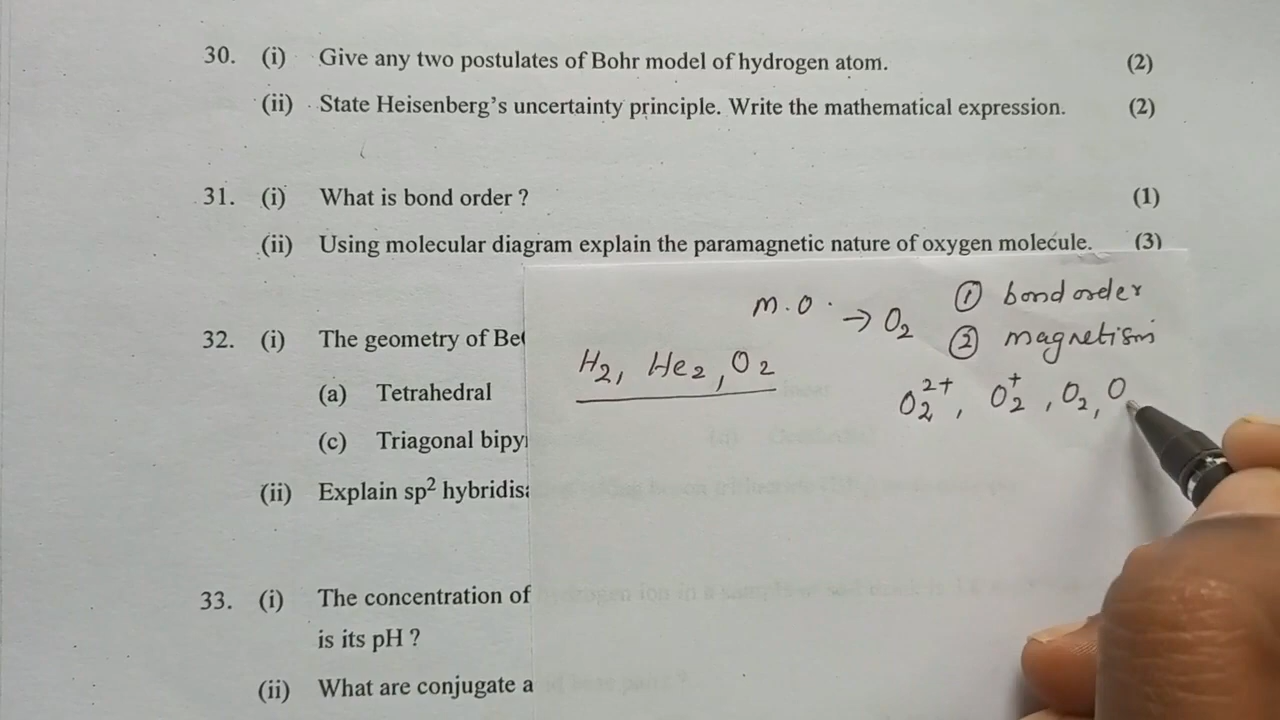 30. (i) Give any two postulates of Bohr model of hydrogen atom. (2)
(ii) State Heisenberg's uncertainty principle. Write the mathematical expression. (2)
31. (i) What is bond order ? (1)
(ii) Using molecular diagram explain the paramagnetic nature of oxygen molecule. (3)
M.O. → O₂ ① bond order
② magnetism
H₂, He₂, O₂
O₂²⁺, O₂⁺, O₂, O
32. (i) The geometry of Be
(a) Tetrahedral
(c) Triagonal bipy
(ii) Explain sp² hybridis
33. (i) The concentration of
is its pH ?
(ii) What are conjugate a